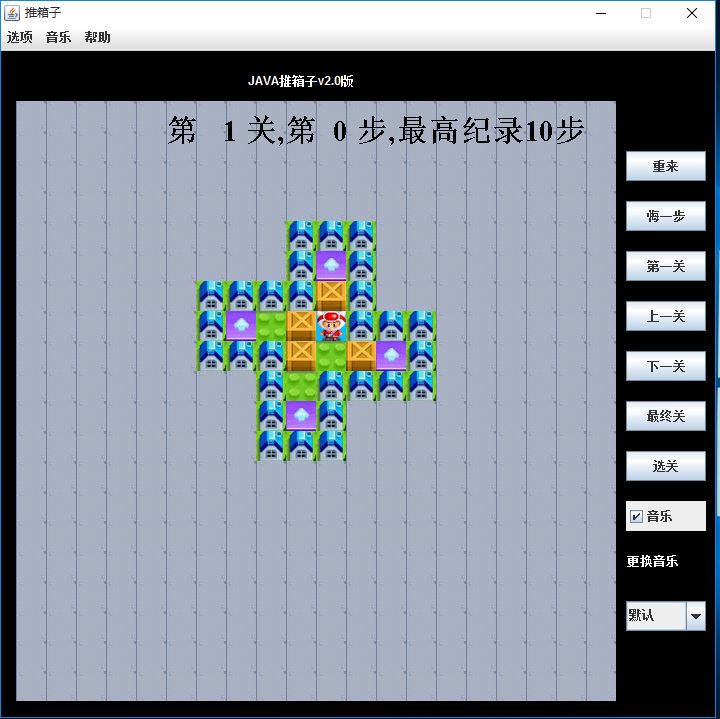 推箱子
选项 音乐 帮助
JAVA推箱子v2.0版
第 1 关,第 0 步,最高纪录10步
重来
悔一步
第一关
上一关
下一关
最终关
选关
音乐
更换音乐
默认